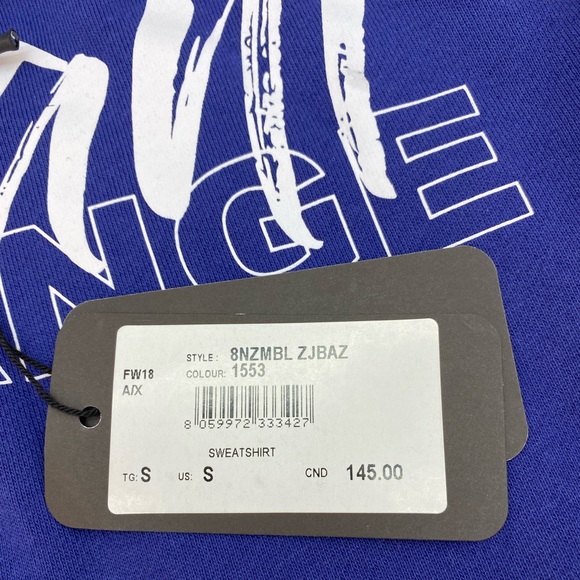 NGE
STYLE : 8NZMBL ZJBAZ
FW18 COLOUR: 1553
A/X
8 059972 333427
SWEATSHIRT
TG: S US: S CND 145.00